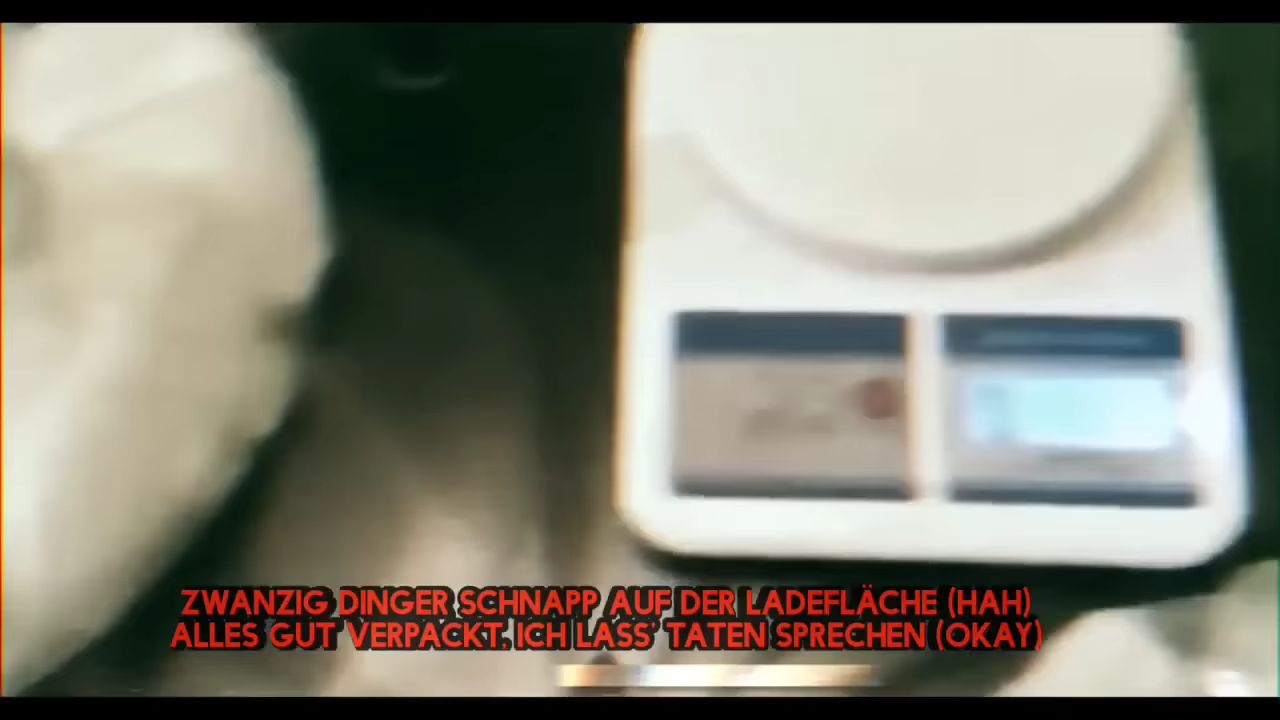 ZWANZIG DINGER SCHNAPP AUF DER LADEFLÄCHE (HAH)
ALLES GUT VERPACKT, ICH LASS' TATEN SPRECHEN (OKAY)